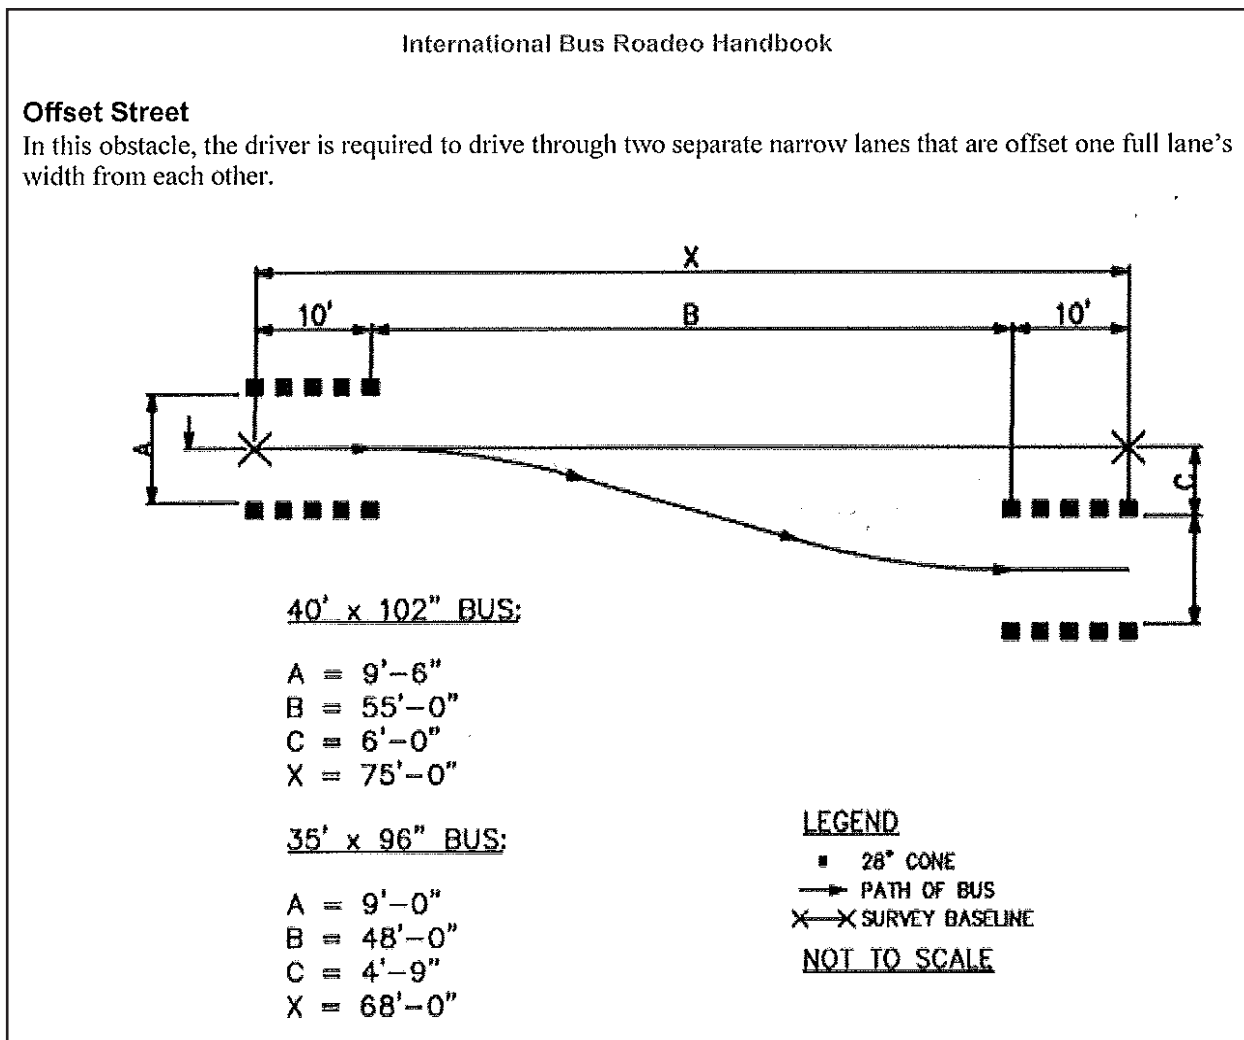 International Bus Roadeo Handbook
Offset Street
In this obstacle, the driver is required to drive through two separate narrow lanes that are offset one full lane's
width from each other.
X
10'
B
10'
A
C
40' x 102" BUS:
A = 9'-6"
B = 55'-0"
C = 6'-0"
X = 75'-0"
35' x 96" BUS:
A = 9'-0"
B = 48'-0"
C = 4'-9"
X = 68'-0"
LEGEND
28" CONE
PATH OF BUS
SURVEY BASELINE
NOT TO SCALE